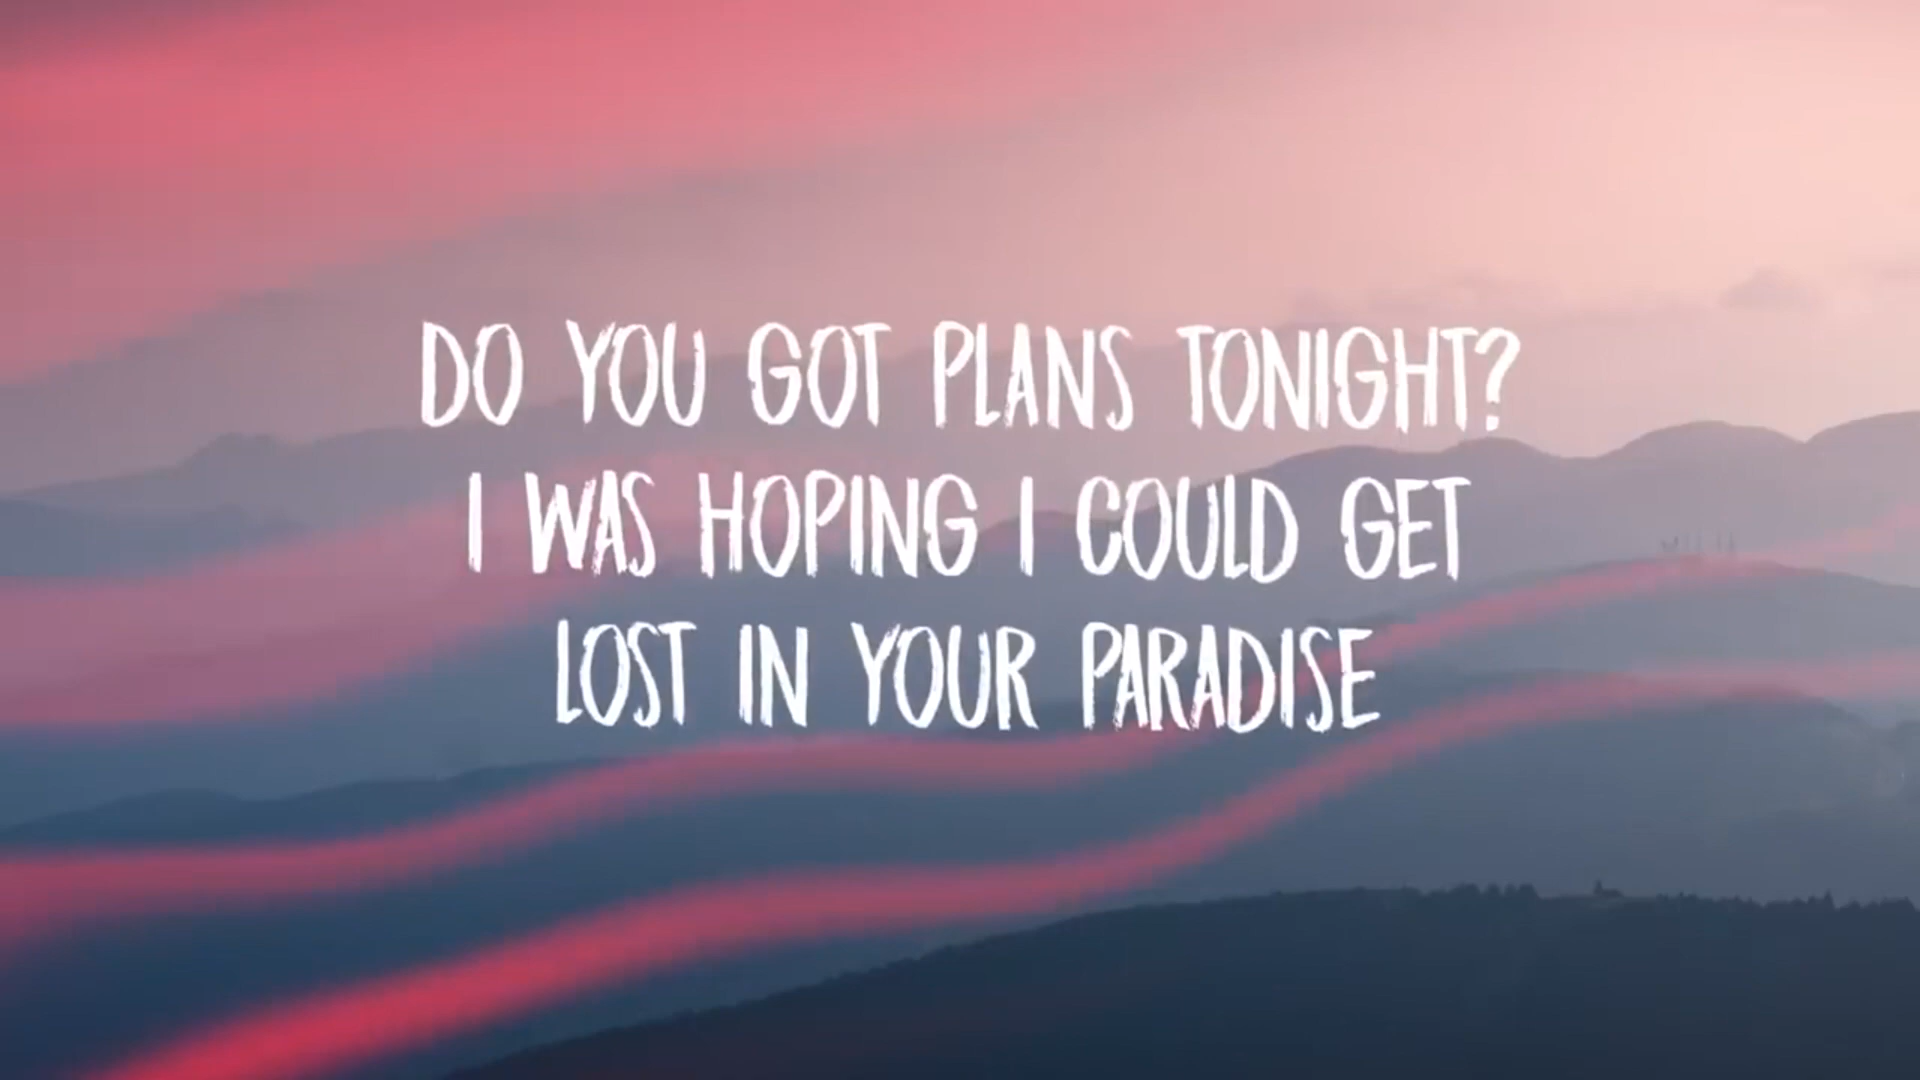 DO YOU GOT PLANS TONIGHT?
I WAS HOPING I COULD GET
LOST IN YOUR PARADISE